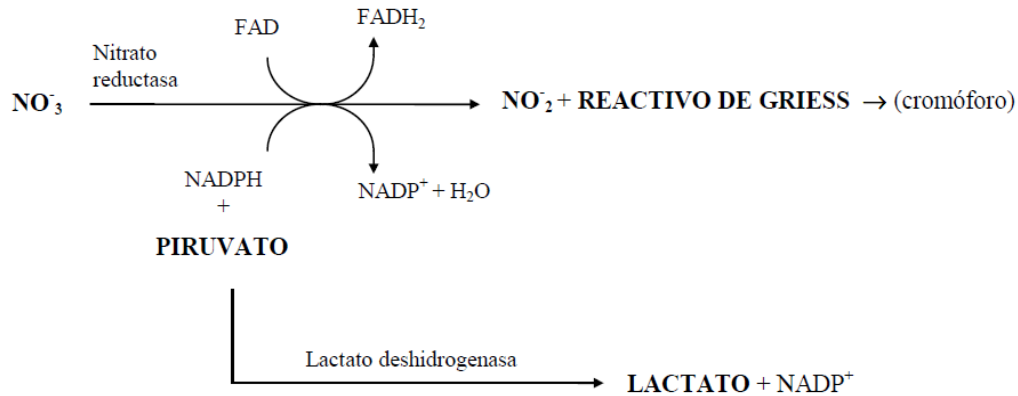 FAD FADH₂
Nitrato
reductasa
NO⁻₃ NO⁻₂ + REACTIVO DE GRIESS → (cromóforo)
NADPH NADP⁺ + H₂O
+
PIRUVATO
Lactato deshidrogenasa
LACTATO + NADP⁺